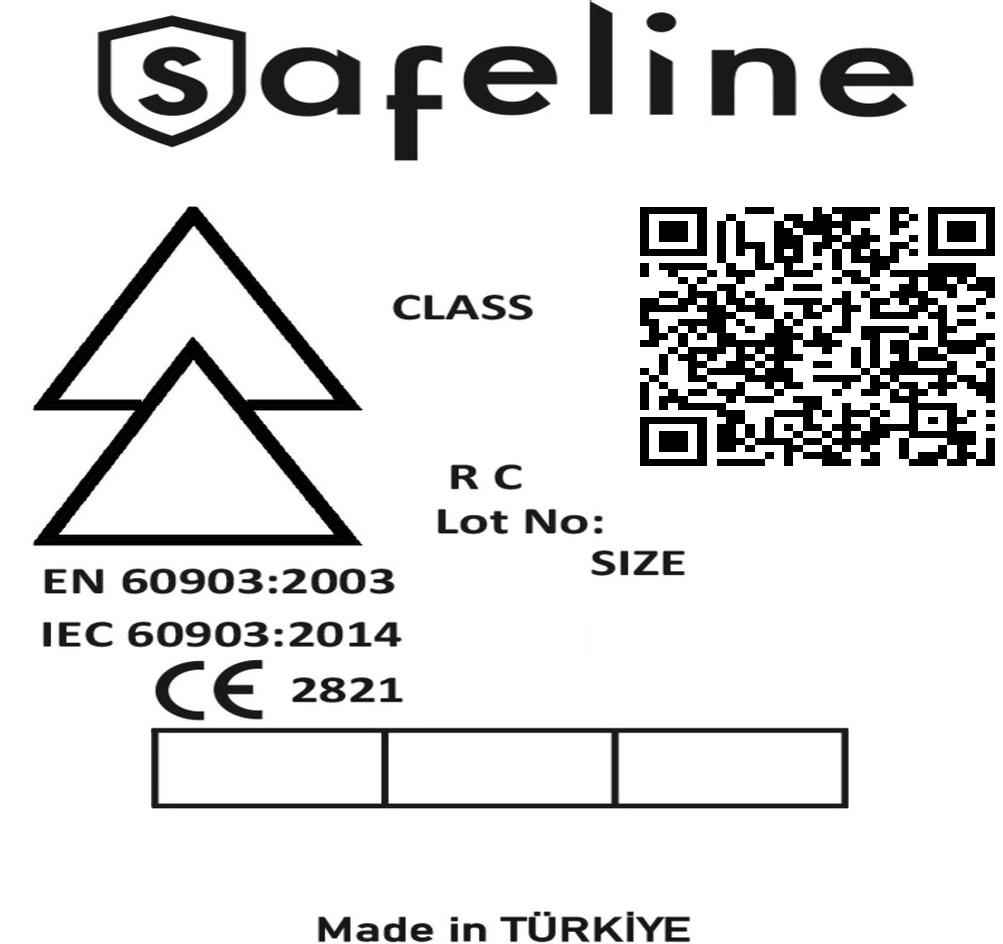 safeline
CLASS
R C
Lot No:
SIZE
EN 60903:2003
IEC 60903:2014
CE 2821
Made in TÜRKİYE